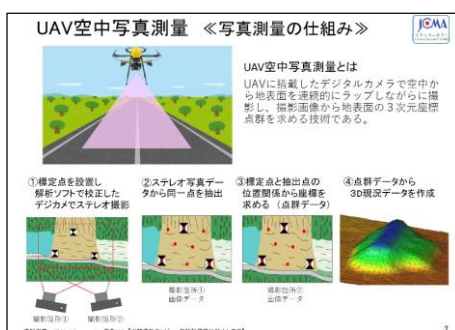 UAV空中写真測量 ≪写真測量の仕組み≫
JCMA
UAV空中写真測量とは
UAVに搭載したデジタルカメラで空中か
ら地表面を連続的にラップしながらに撮
影し、撮影画像から地表面の3次元座標
点群を求める技術である。
①標定点を設置し
解析ソフトで校正した
デジカメでステレオ撮影
②ステレオ写真デー
タから同一点を抽出
③標定点と抽出点の
位置関係から座標を
求める（点群データ）
④点群データから
3D現況データを作成
撮影箇所①
撮影箇所②
撮影箇所①
画像データ
撮影箇所②
画像データ
2